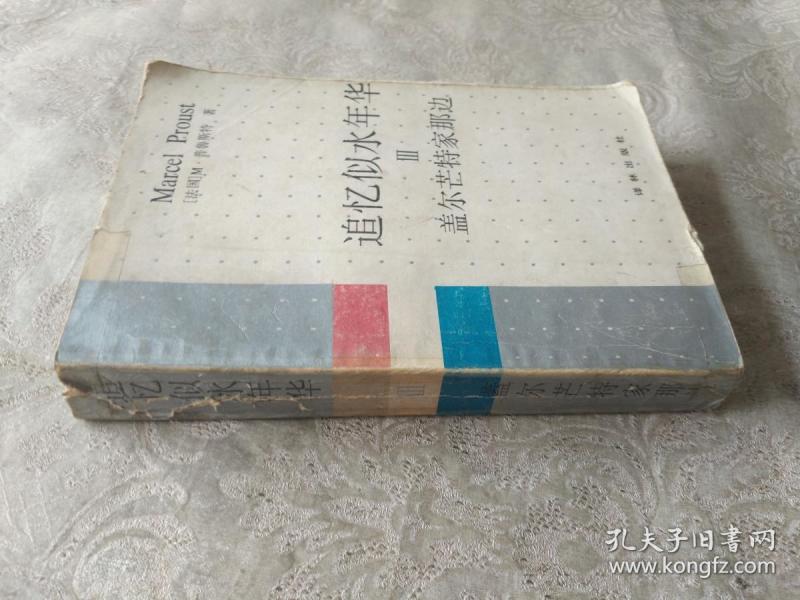 Marcel Proust
[法国]M·普鲁斯特 著
追忆似水年华
III
盖尔芒特家那边
译林出版社
追忆似水年华
III
盖尔芒特家那
孔夫子旧书网
www.kongfz.com